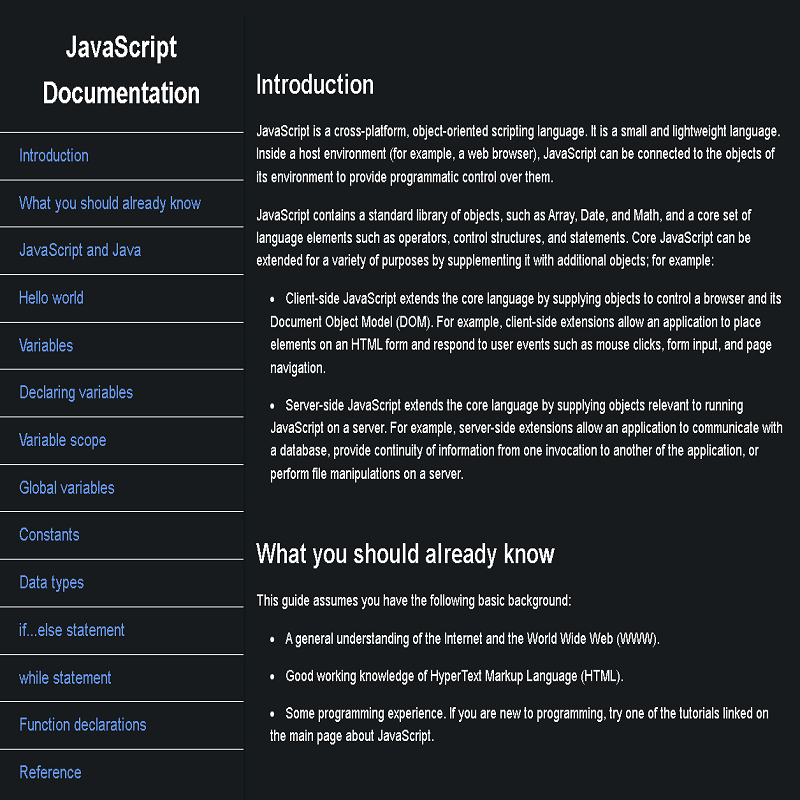 JavaScript
Documentation
Introduction
What you should already know
JavaScript and Java
Hello world
Variables
Declaring variables
Variable scope
Global variables
Constants
Data types
if...else statement
while statement
Function declarations
Reference
Introduction
JavaScript is a cross-platform, object-oriented scripting language. It is a small and lightweight language.
Inside a host environment (for example, a web browser), JavaScript can be connected to the objects of
its environment to provide programmatic control over them.
JavaScript contains a standard library of objects, such as Array, Date, and Math, and a core set of
language elements such as operators, control structures, and statements. Core JavaScript can be
extended for a variety of purposes by supplementing it with additional objects; for example:
• Client-side JavaScript extends the core language by supplying objects to control a browser and its
Document Object Model (DOM). For example, client-side extensions allow an application to place
elements on an HTML form and respond to user events such as mouse clicks, form input, and page
navigation.
• Server-side JavaScript extends the core language by supplying objects relevant to running
JavaScript on a server. For example, server-side extensions allow an application to communicate with
a database, provide continuity of information from one invocation to another of the application, or
perform file manipulations on a server.
What you should already know
This guide assumes you have the following basic background:
• A general understanding of the Internet and the World Wide Web (WWW).
• Good working knowledge of HyperText Markup Language (HTML).
• Some programming experience. If you are new to programming, try one of the tutorials linked on
the main page about JavaScript.